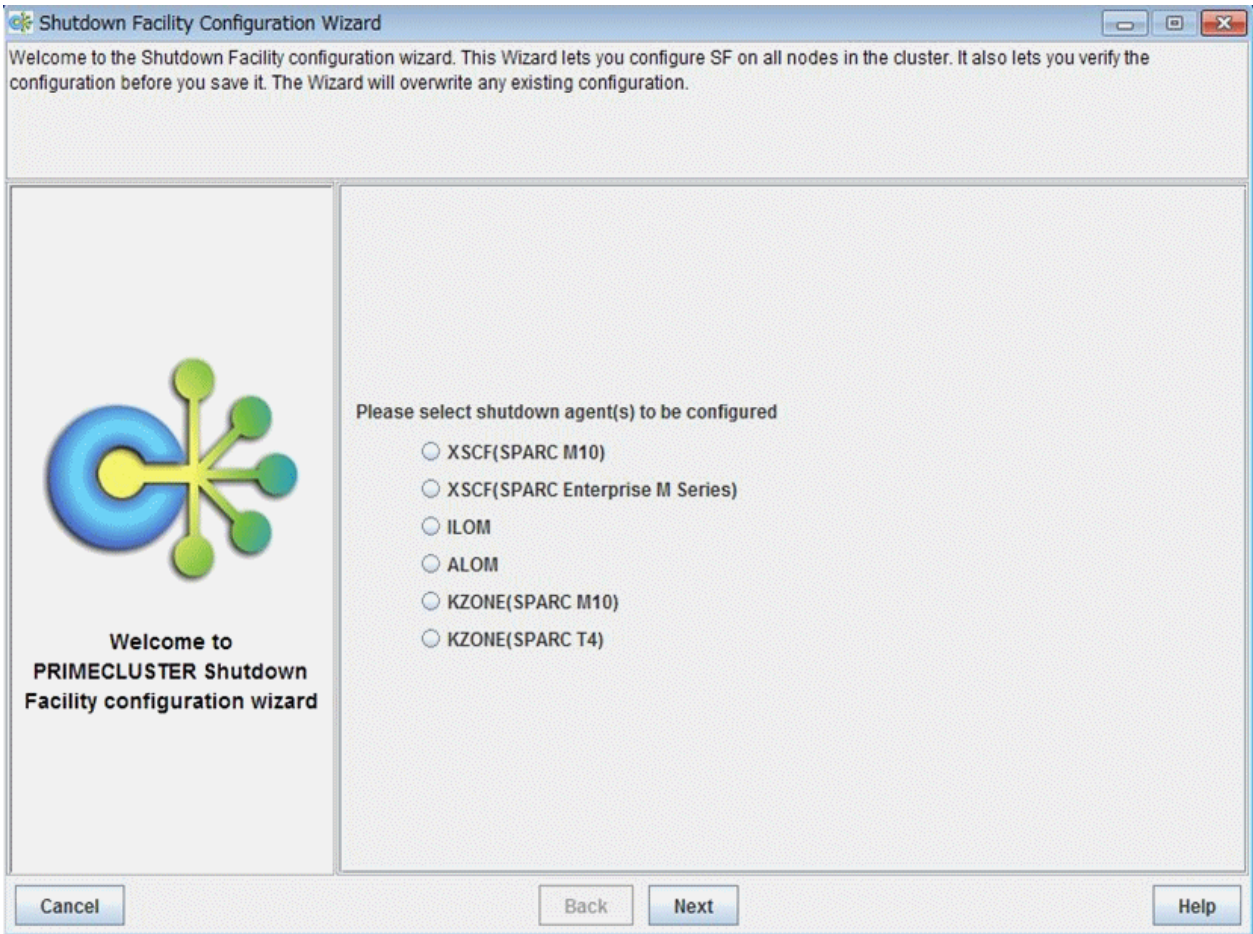 Shutdown Facility Configuration Wizard
Welcome to the Shutdown Facility configuration wizard. This Wizard lets you configure SF on all nodes in the cluster. It also lets you verify the
configuration before you save it. The Wizard will overwrite any existing configuration.
Please select shutdown agent(s) to be configured
XSCF(SPARC M10)
XSCF(SPARC Enterprise M Series)
ILOM
ALOM
KZONE(SPARC M10)
KZONE(SPARC T4)
Welcome to
PRIMECLUSTER Shutdown
Facility configuration wizard
Cancel
Back
Next
Help